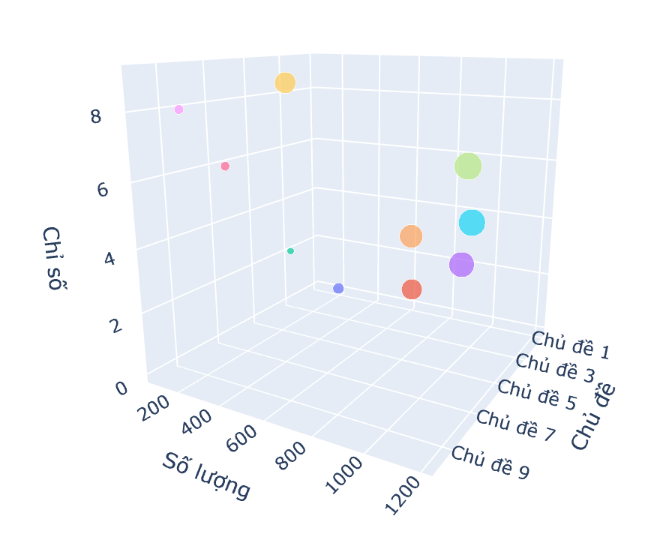 8
6
4
2
0
Chỉ số
200
400
600
800
1000
1200
Số lượng
Chủ đề 1
Chủ đề 3
Chủ đề 5
Chủ đề 7
Chủ đề 9
Chủ đề